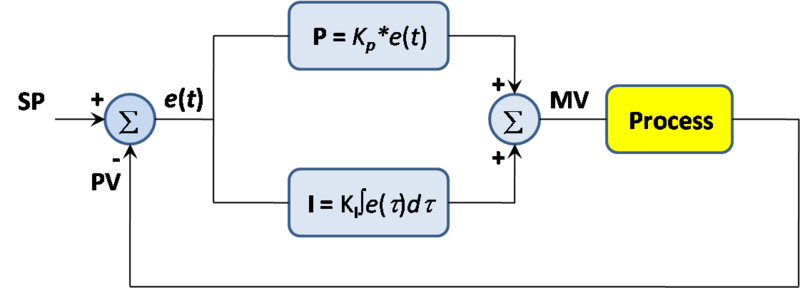 P = Kp*e(t)
SP
+
Σ
e(t)
-
PV
+
Σ
+
MV
Process
I = KI∫e(τ)dτ